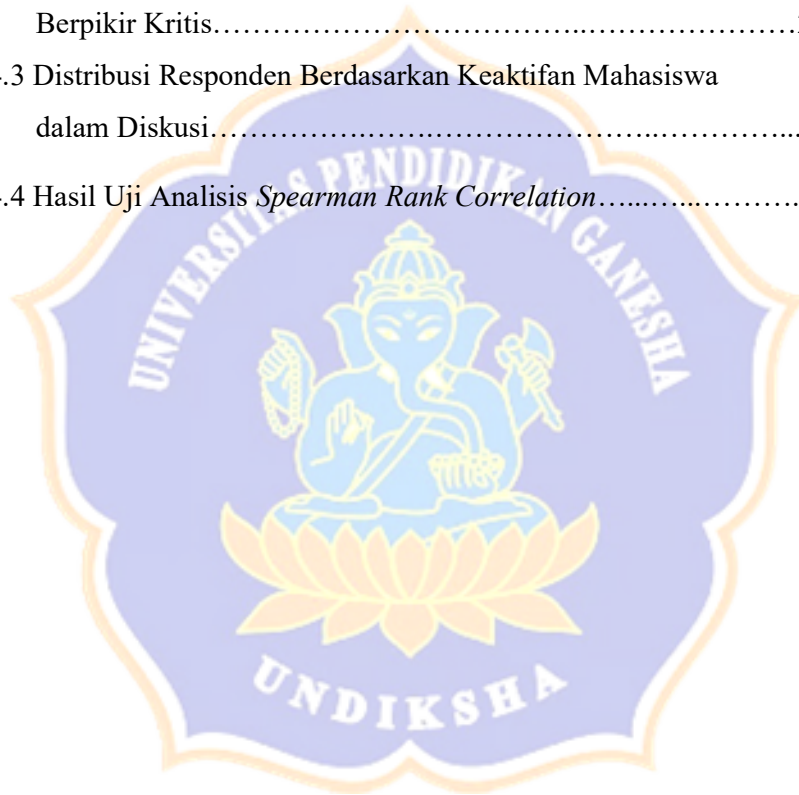 Berpikir Kritis……………………………….………………….
.3 Distribusi Responden Berdasarkan Keaktifan Mahasiswa
dalam Diskusi…………….…….……………………..…………...
.4 Hasil Uji Analisis Spearman Rank Correlation…...…...………..
UNIVERSITAS PENDIDIKAN GANESHA
UNDIKSHA